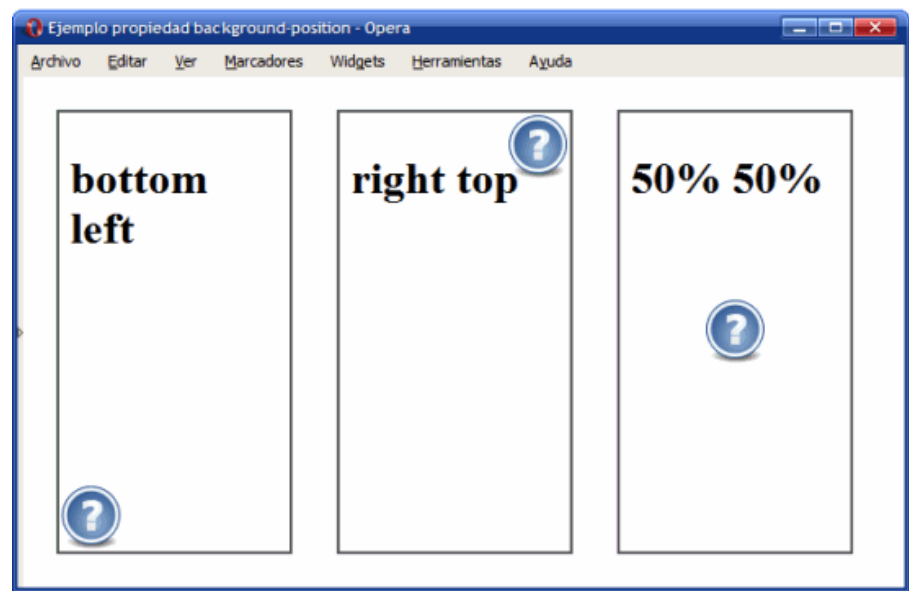 Ejemplo propiedad background-position - Opera
Archivo Editar Ver Marcadores Widgets Herramientas Ayuda
bottom
left
right top
50% 50%
?
?
?